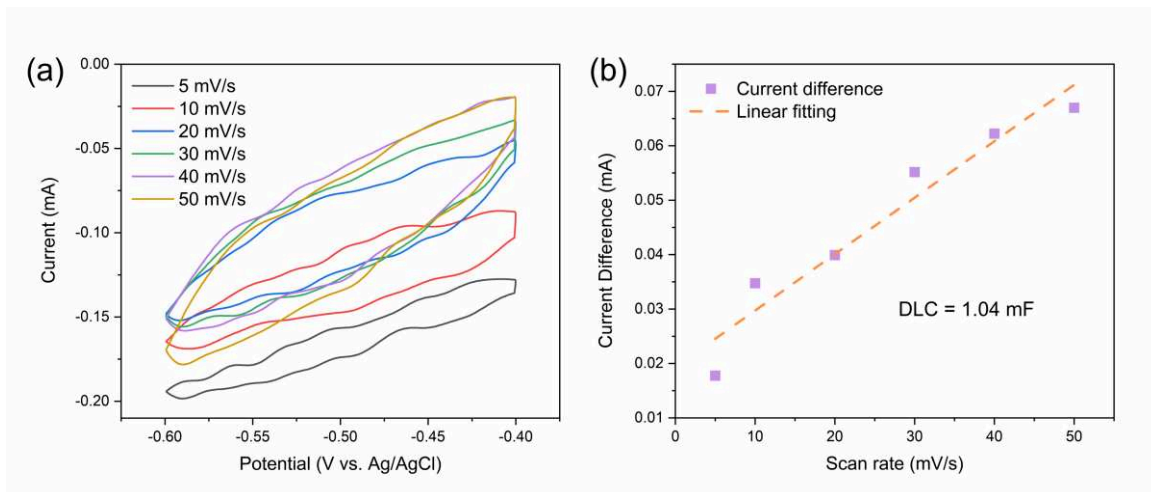 (a)
0.00
-0.05
-0.10
-0.15
-0.20
Current (mA)
5 mV/s
10 mV/s
20 mV/s
30 mV/s
40 mV/s
50 mV/s
-0.60
-0.55
-0.50
-0.45
-0.40
Potential (V vs. Ag/AgCl)
(b)
0.07
0.06
0.05
0.04
0.03
0.02
0.01
Current Difference (mA)
Current difference
Linear fitting
DLC = 1.04 mF
0
10
20
30
40
50
Scan rate (mV/s)